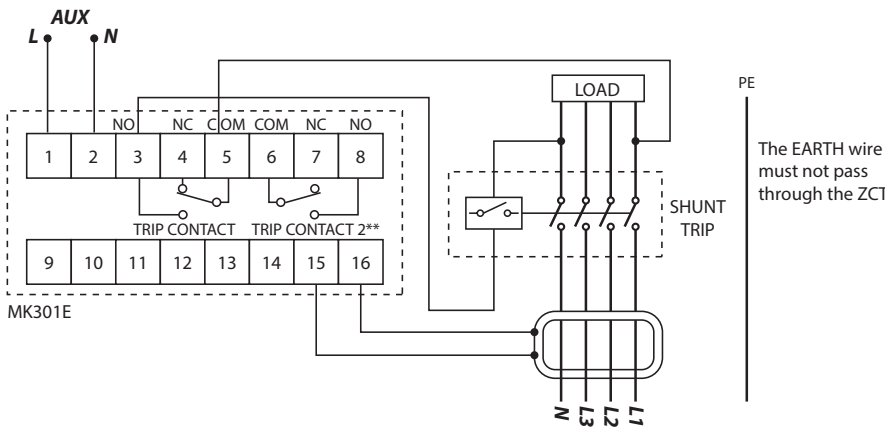 AUX
L N
LOAD
PE
NO NC COM COM NC NO
1 2 3 4 5 6 7 8
The EARTH wire
must not pass
through the ZCT
SHUNT
TRIP
TRIP CONTACT TRIP CONTACT 2**
9 10 11 12 13 14 15 16
MK301E
N L3 L2 L1